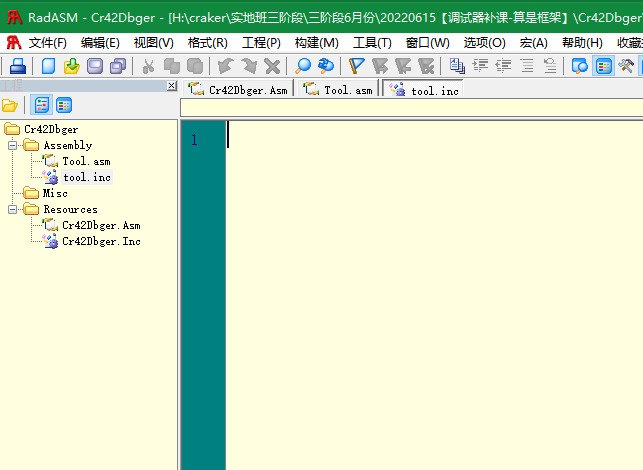 RadASM - Cr42Dbger - [H:\craker\实地班三阶段\三阶段6月份\20220615【调试器补课-算是框架】\Cr42Dbger
文件(F) 编辑(E) 视图(V) 格式(R) 工程(P) 构建(M) 工具(T) 窗口(W) 选项(O) 宏(A) 帮助(H) 收藏
Cr42Dbger.Asm Tool.asm tool.inc
Cr42Dbger
Assembly
Tool.asm
tool.inc
Misc
Resources
Cr42Dbger.Asm
Cr42Dbger.Inc
1